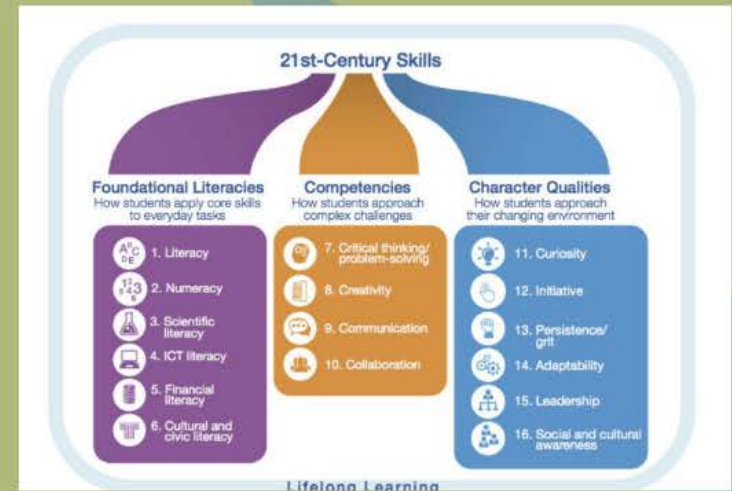 21st-Century Skills
Foundational Literacies
How students apply core skills
to everyday tasks
ABCDE
1. Literacy
2. Numeracy
3. Scientific
literacy
4. ICT literacy
5. Financial
literacy
6. Cultural and
civic literacy
Competencies
How students approach
complex challenges
7. Critical thinking/
problem-solving
8. Creativity
9. Communication
10. Collaboration
Character Qualities
How students approach
their changing environment
11. Curiosity
12. Initiative
13. Persistence/
grit
14. Adaptability
15. Leadership
16. Social and cultural
awareness
Lifelong Learning